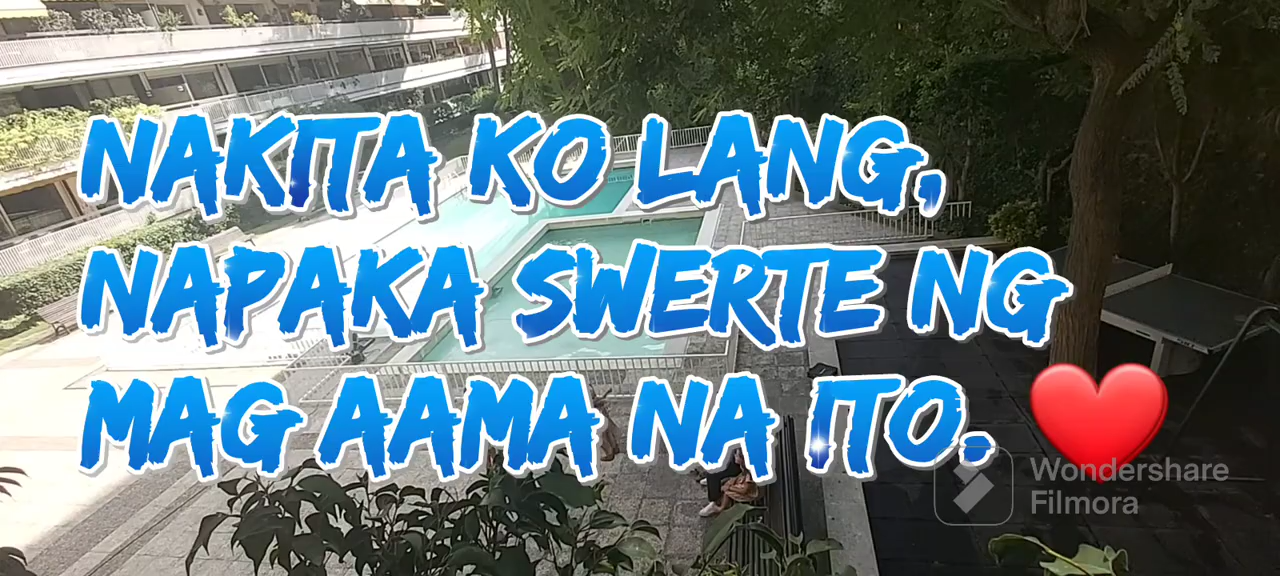 NAKITA KO LANG,
NAPAKA SWERTE NG
MAG AAMA NA ITO. ❤️
Wondershare
Filmora